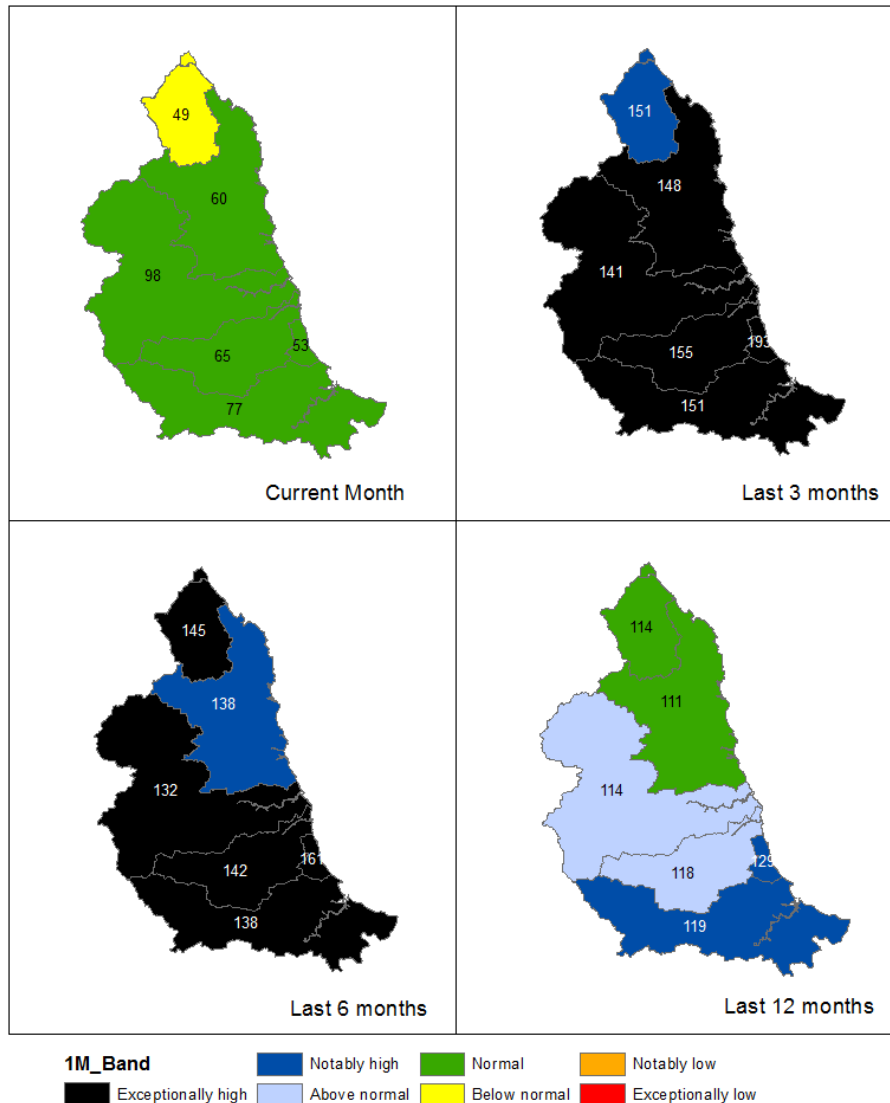 49
60
98
53
65
77
Current Month
151
148
141
193
155
151
Last 3 months
145
138
132
161
142
138
Last 6 months
114
111
114
129
118
119
Last 12 months
1M_Band
Notably high
Normal
Notably low
Exceptionally high
Above normal
Below normal
Exceptionally low